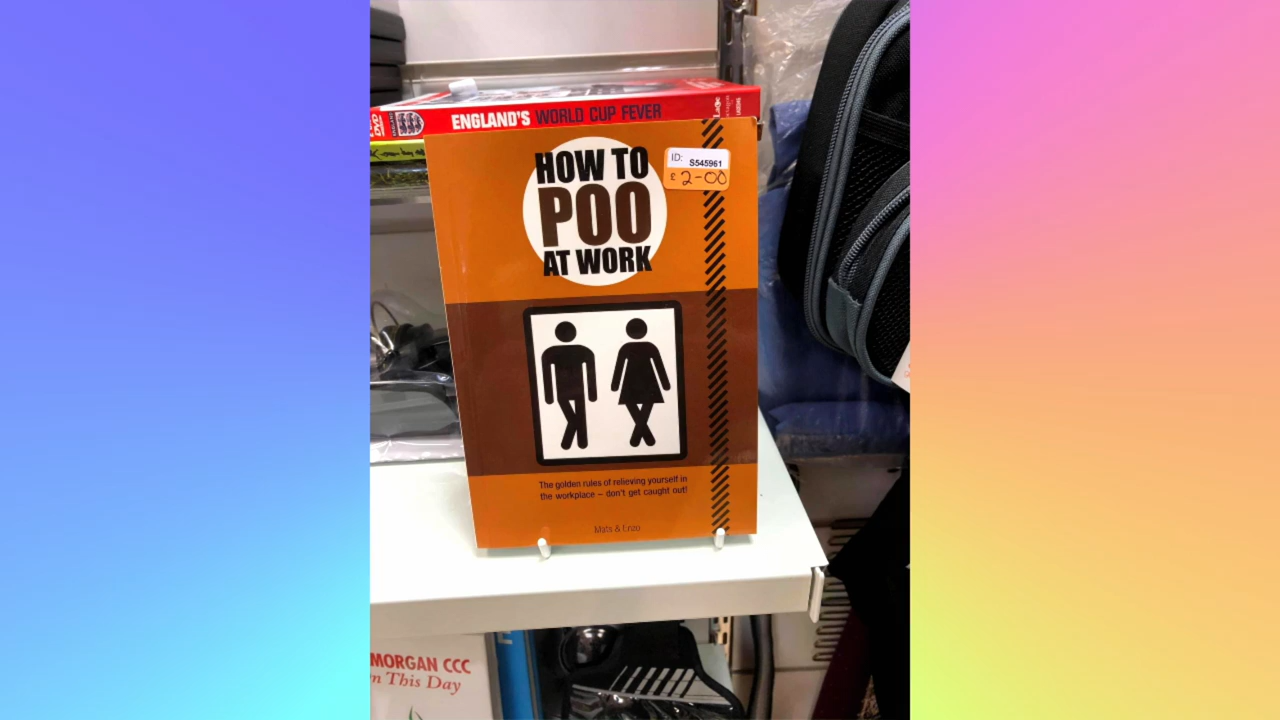 ENGLAND'S WORLD CUP FEVER
HOW TO
POO
AT WORK
ID: S545961
£ 2-00
The golden rules of relieving yourself in
the workplace – don't get caught out!
Mats & Enzo
MORGAN CCC
n This Day